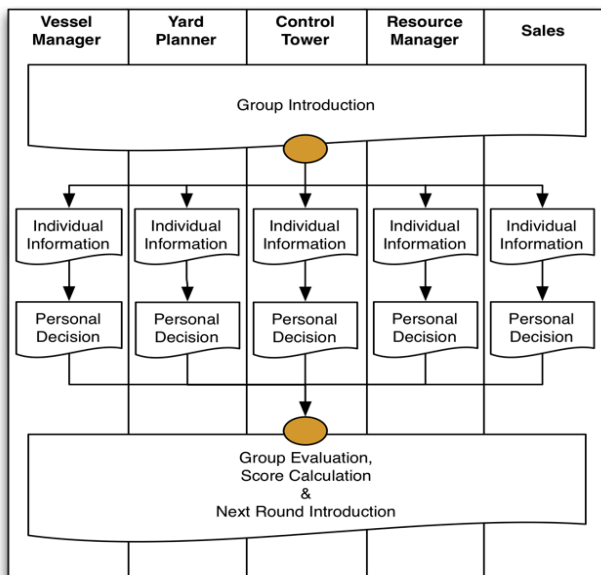 Vessel
Manager
Yard
Planner
Control
Tower
Resource
Manager
Sales
Group Introduction
Individual
Information
Individual
Information
Individual
Information
Individual
Information
Individual
Information
Personal
Decision
Personal
Decision
Personal
Decision
Personal
Decision
Personal
Decision
Group Evaluation,
Score Calculation
&
Next Round Introduction